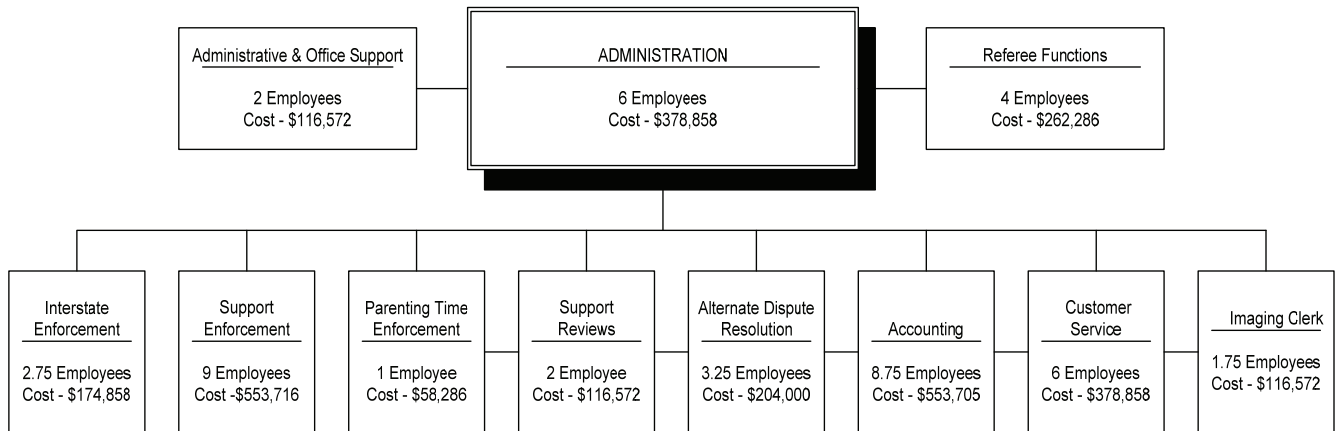 Administrative & Office Support
2 Employees
Cost - $116,572
ADMINISTRATION
6 Employees
Cost - $378,858
Referee Functions
4 Employees
Cost - $262,286
Interstate
Enforcement
2.75 Employees
Cost - $174,858
Support
Enforcement
9 Employees
Cost -$553,716
Parenting Time
Enforcement
1 Employee
Cost - $58,286
Support
Reviews
2 Employee
Cost - $116,572
Alternate Dispute
Resolution
3.25 Employees
Cost - $204,000
Accounting
8.75 Employees
Cost - $553,705
Customer
Service
6 Employees
Cost - $378,858
Imaging Clerk
1.75 Employees
Cost - $116,572